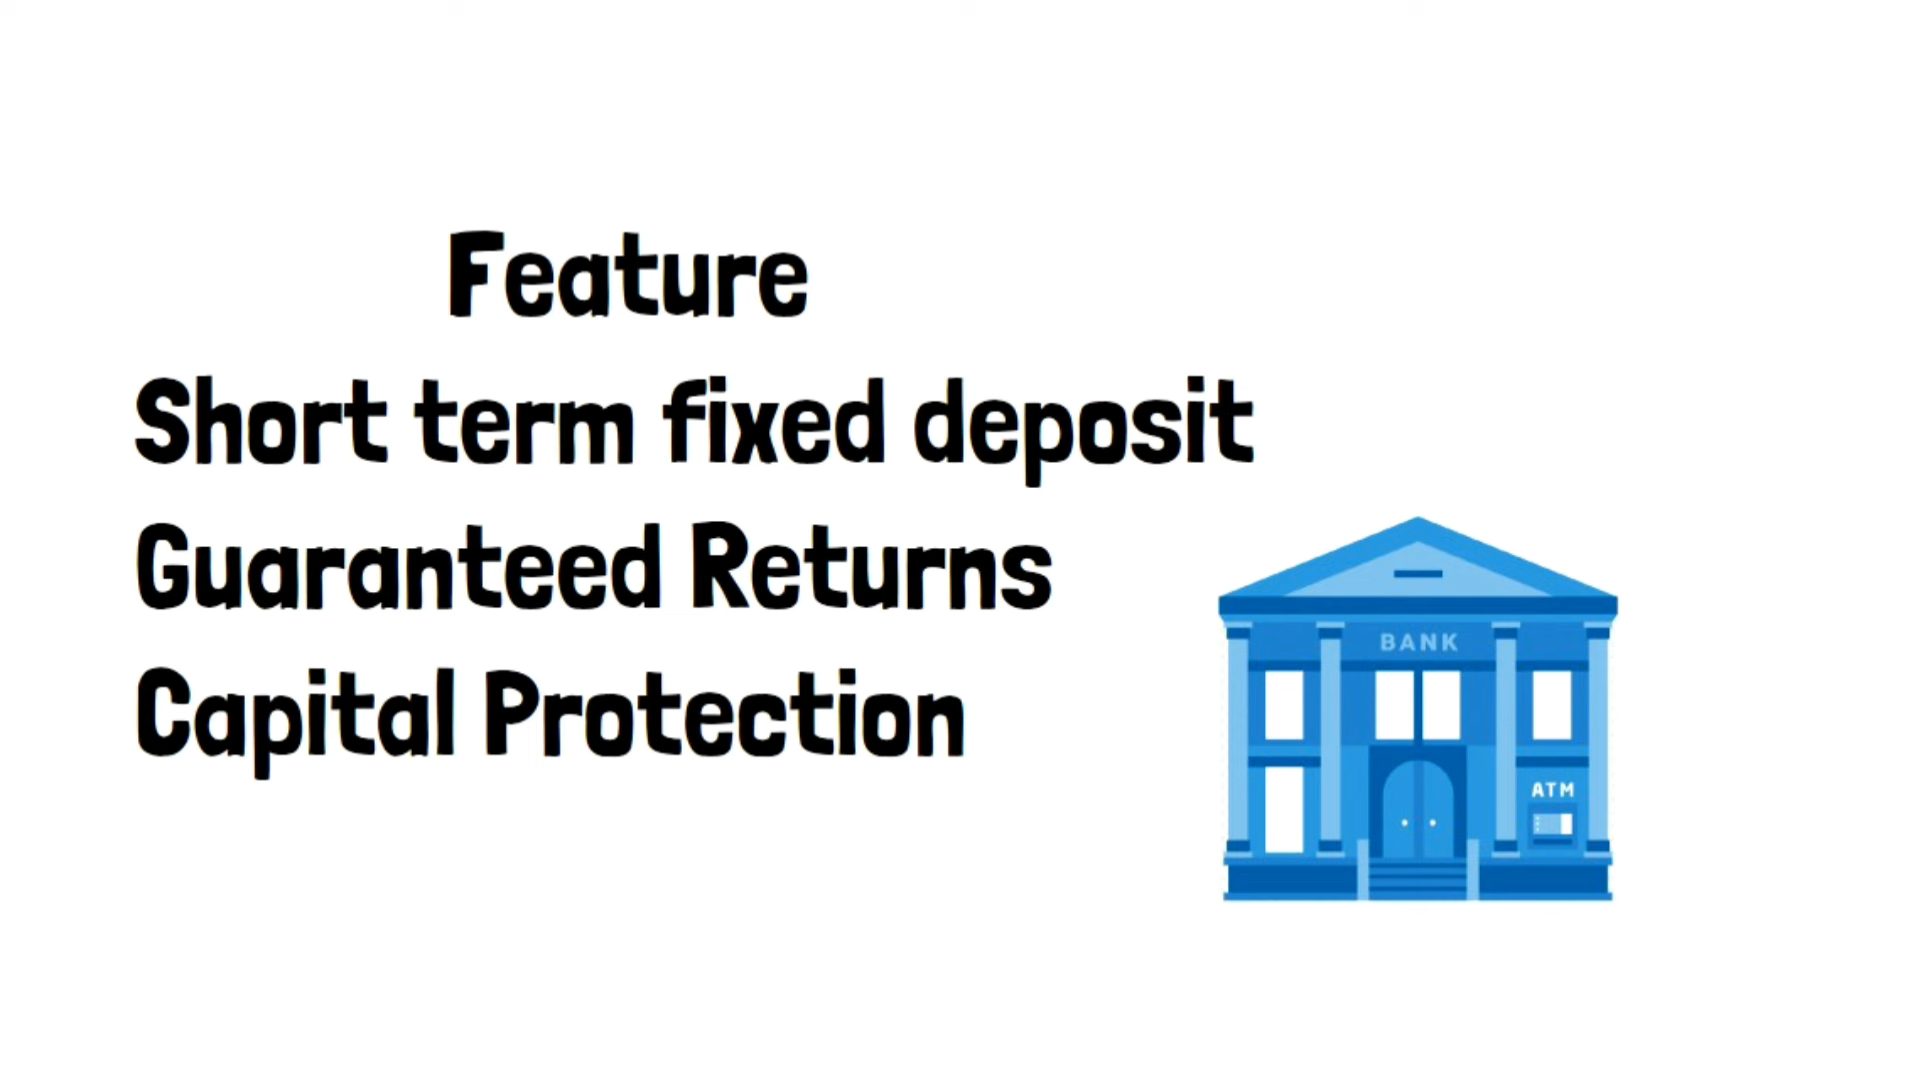 Feature
Short term fixed deposit
Guaranteed Returns
Capital Protection
BANK
ATM